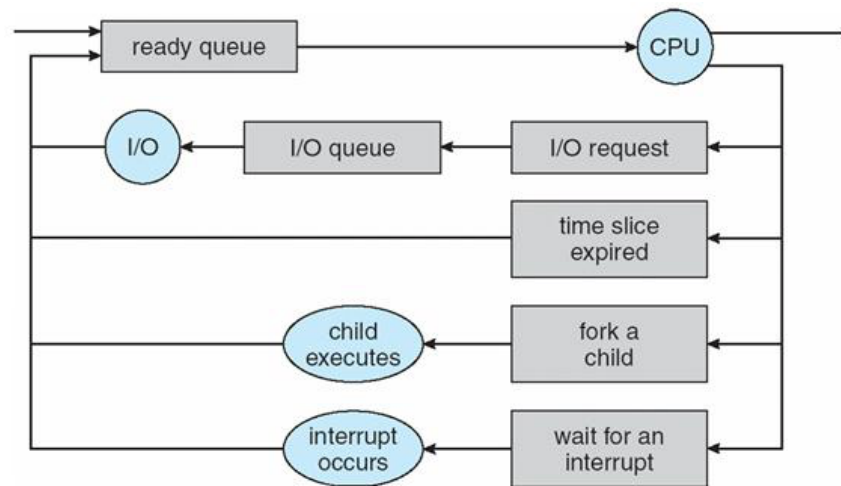 ready queue
CPU
I/O
I/O queue
I/O request
time slice
expired
child
executes
fork a
child
interrupt
occurs
wait for an
interrupt